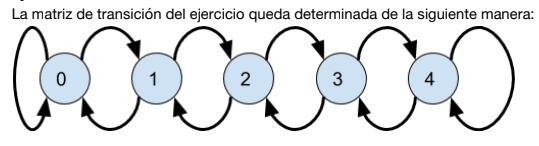 La matriz de transición del ejercicio queda determinada de la siguiente manera:
0 1 2 3 4